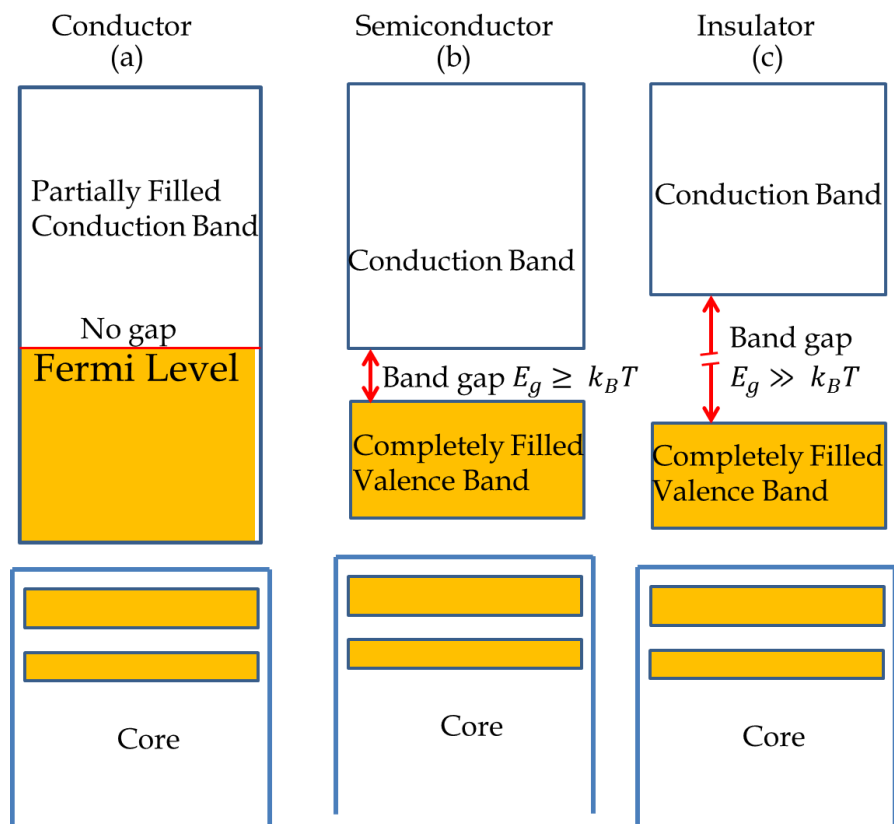 Conductor
(a)
Partially Filled
Conduction Band
No gap
Fermi Level
Core
Semiconductor
(b)
Conduction Band
Band gap E_g ≥ k_BT
Completely Filled
Valence Band
Core
Insulator
(c)
Conduction Band
Band gap
E_g ≫ k_BT
Completely Filled
Valence Band
Core